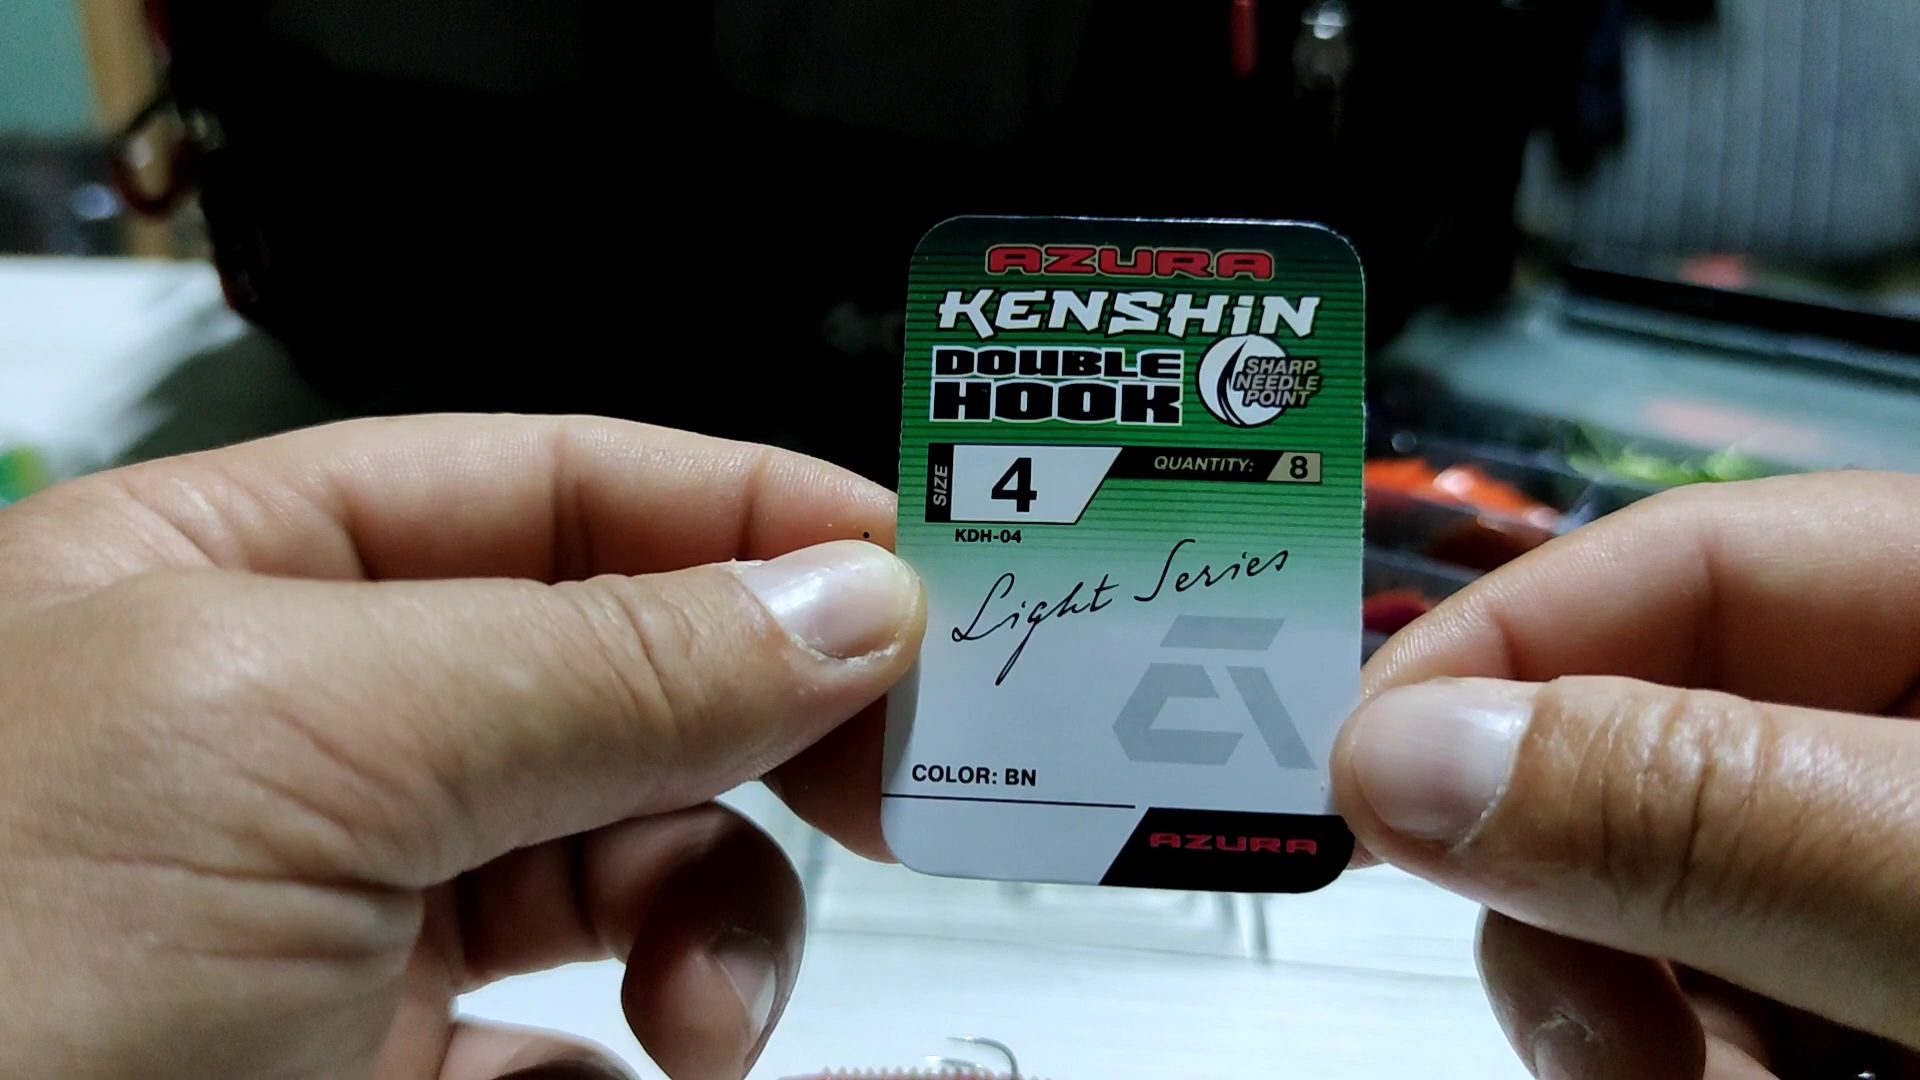 AZURA
KENSHIN
DOUBLE
HOOK
SHARP
NEEDLE
POINT
SIZE
4
QUANTITY: 8
KDH-04
Light Series
COLOR: BN
AZURA